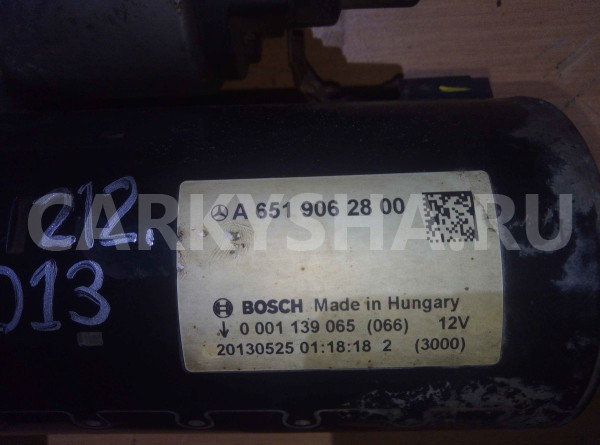 A 651 906 28 00
212.
CARKYSHA.RU
013
BOSCH Made in Hungary
0 001 139 065 (066) 12V
20130525 01:18:18 2 (3000)